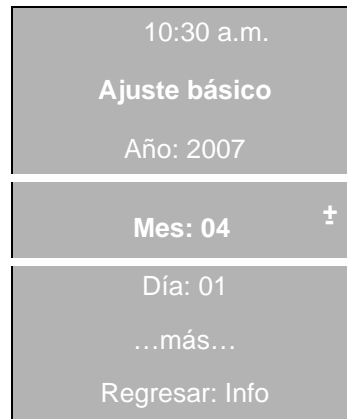 10:30 a.m.
Ajuste básico
Año: 2007
Mes: 04 ±
Día: 01
…más…
Regresar: Info